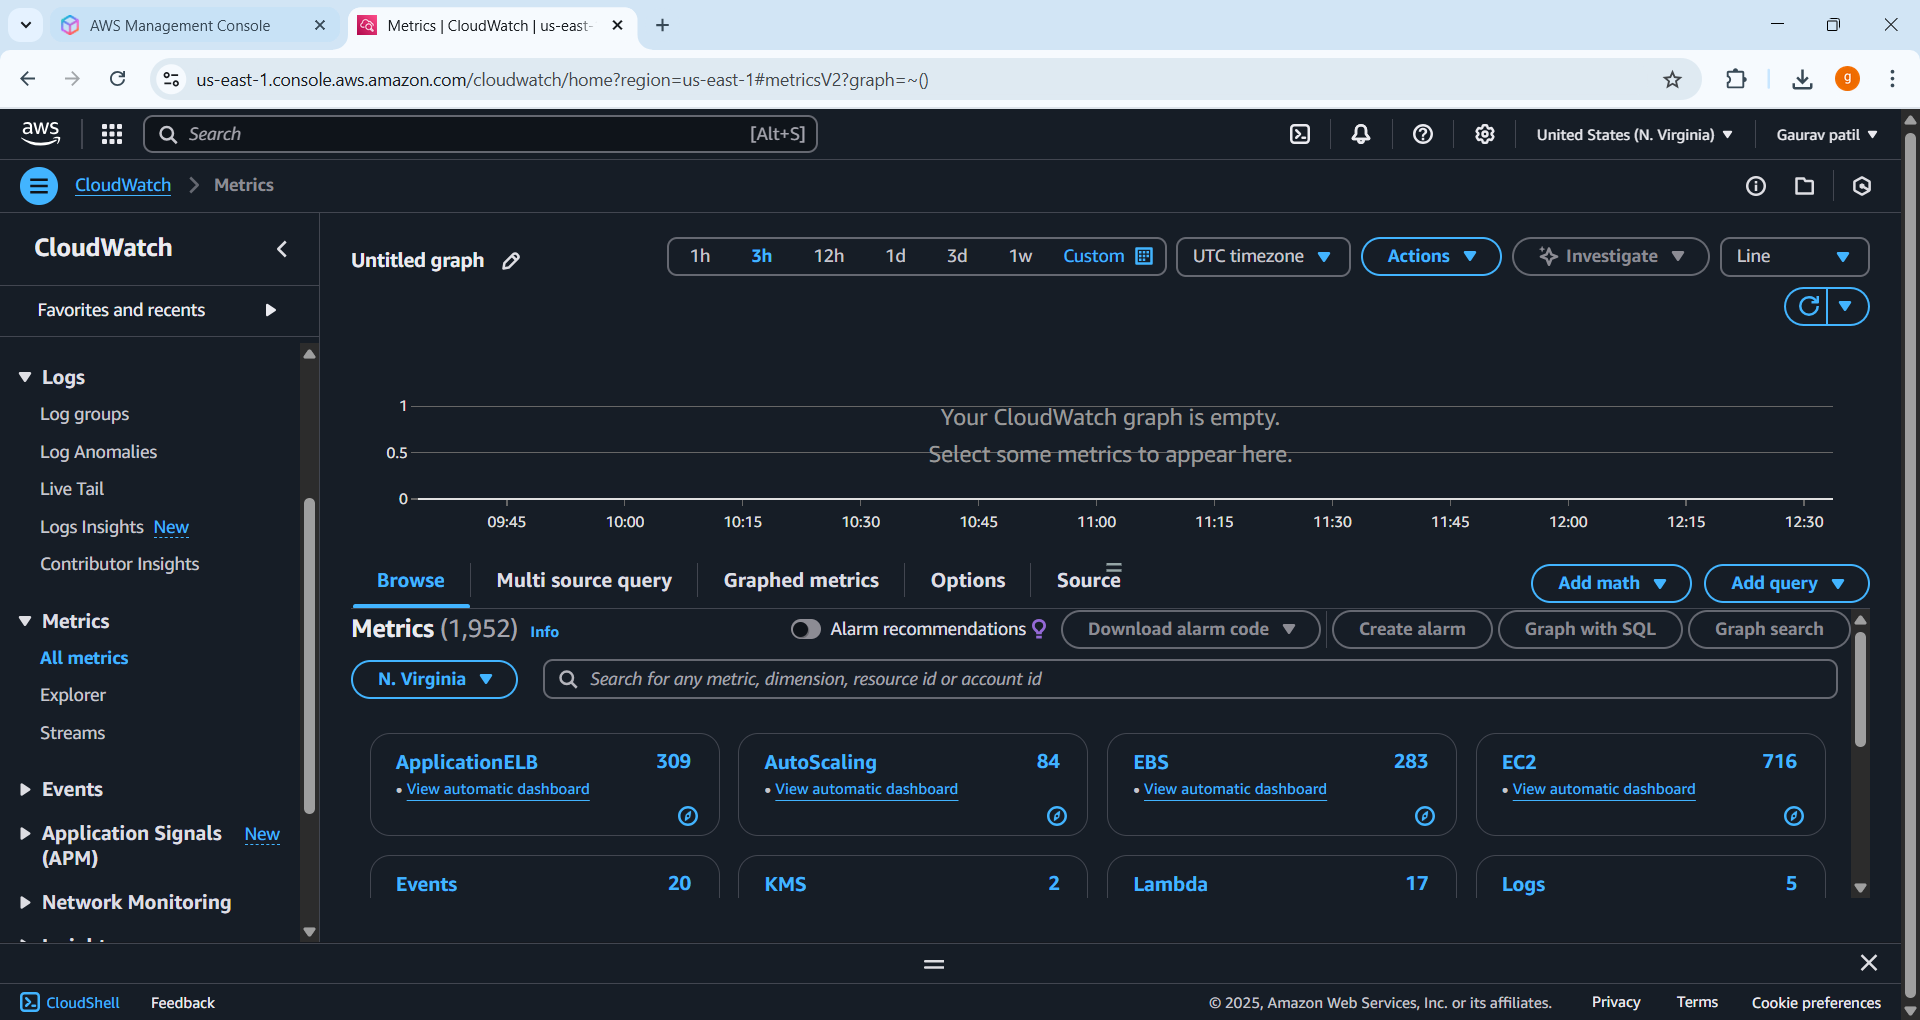 AWS Management Console
Metrics | CloudWatch | us-east-
us-east-1.console.aws.amazon.com/cloudwatch/home?region=us-east-1#metricsV2?graph=~()
g
aws
Search [Alt+S]
United States (N. Virginia)
Gaurav patil
CloudWatch
Metrics
CloudWatch
Favorites and recents
Logs
Log groups
Log Anomalies
Live Tail
Logs Insights New
Contributor Insights
Metrics
All metrics
Explorer
Streams
Events
Application Signals New
(APM)
Network Monitoring
Untitled graph
1h 3h 12h 1d 3d 1w Custom
UTC timezone
Actions
Investigate
Line
1
Your CloudWatch graph is empty.
0.5
Select some metrics to appear here.
0
09:45 10:00 10:15 10:30 10:45 11:00 11:15 11:30 11:45 12:00 12:15 12:30
Browse Multi source query Graphed metrics Options Source
Add math
Add query
Metrics (1,952) Info
Alarm recommendations
Download alarm code
Create alarm
Graph with SQL
Graph search
N. Virginia
Search for any metric, dimension, resource id or account id
ApplicationELB 309
• View automatic dashboard
AutoScaling 84
• View automatic dashboard
EBS 283
• View automatic dashboard
EC2 716
• View automatic dashboard
Events 20
KMS 2
Lambda 17
Logs 5
CloudShell
Feedback
© 2025, Amazon Web Services, Inc. or its affiliates.
Privacy
Terms
Cookie preferences